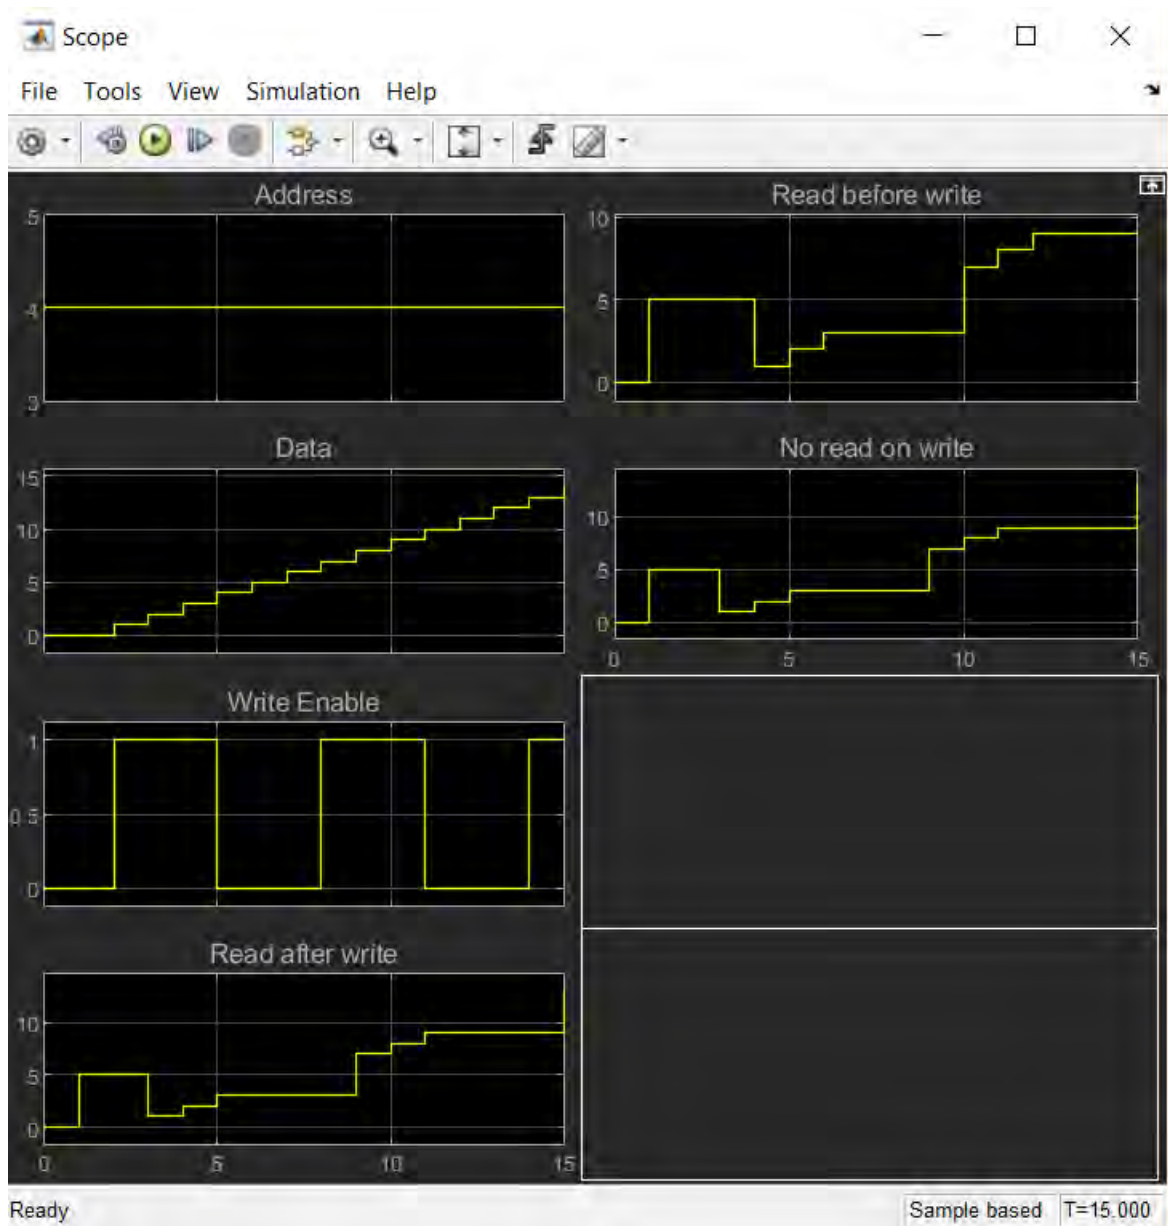 Scope
File Tools View Simulation Help
Address
5
4
3
Read before write
10
5
0
Data
15
10
5
0
No read on write
10
5
0
0 5 10 15
Write Enable
1
0.5
0
Read after write
10
5
0
0 5 10 15
Ready Sample based T=15.000